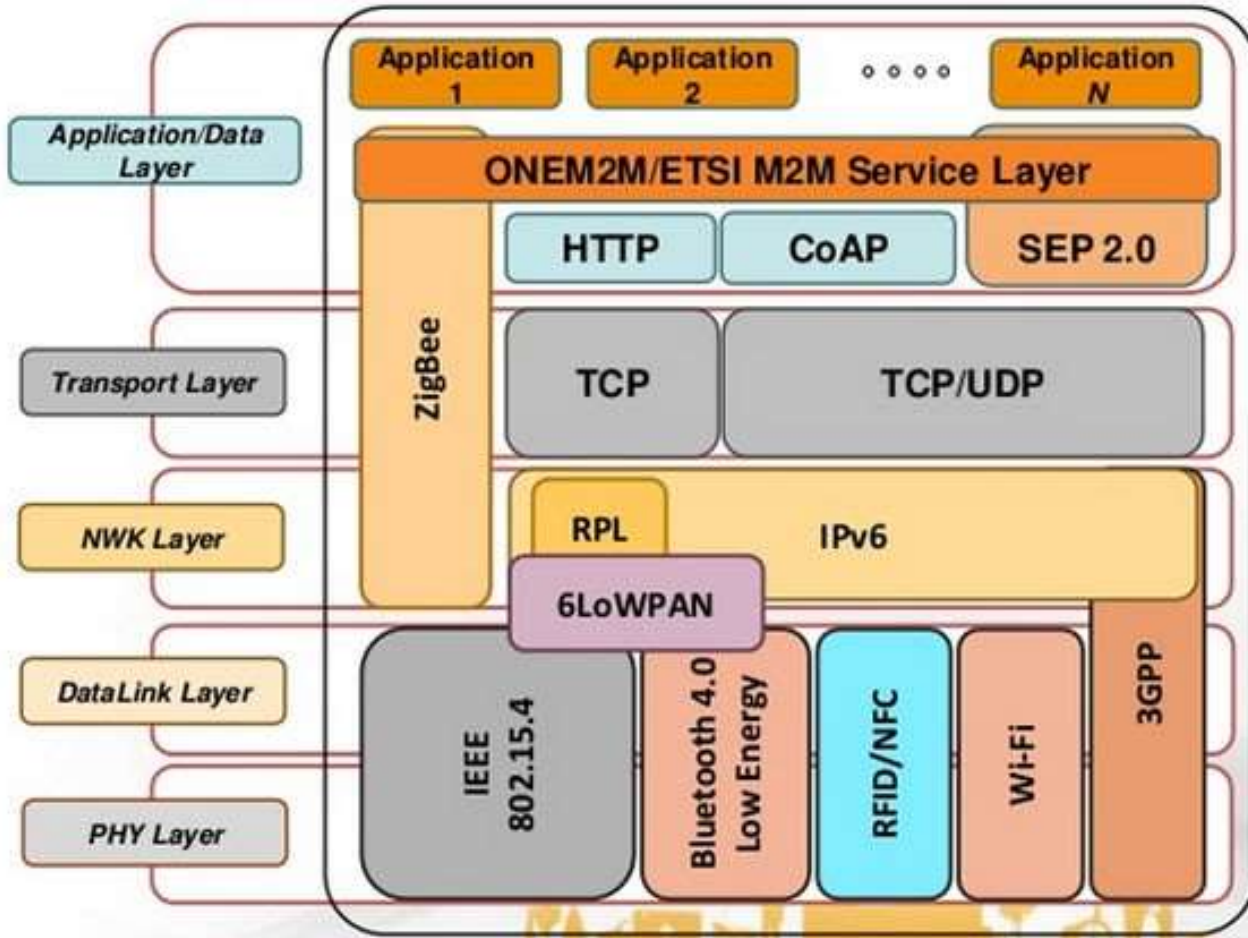 Application
1
Application
2
Application
N
Application/Data
Layer
ONEM2M/ETSI M2M Service Layer
HTTP
CoAP
SEP 2.0
ZigBee
Transport Layer
TCP
TCP/UDP
NWK Layer
RPL
IPv6
6LoWPAN
DataLink Layer
IEEE
802.15.4
Bluetooth 4.0
Low Energy
RFID/NFC
Wi-Fi
3GPP
PHY Layer